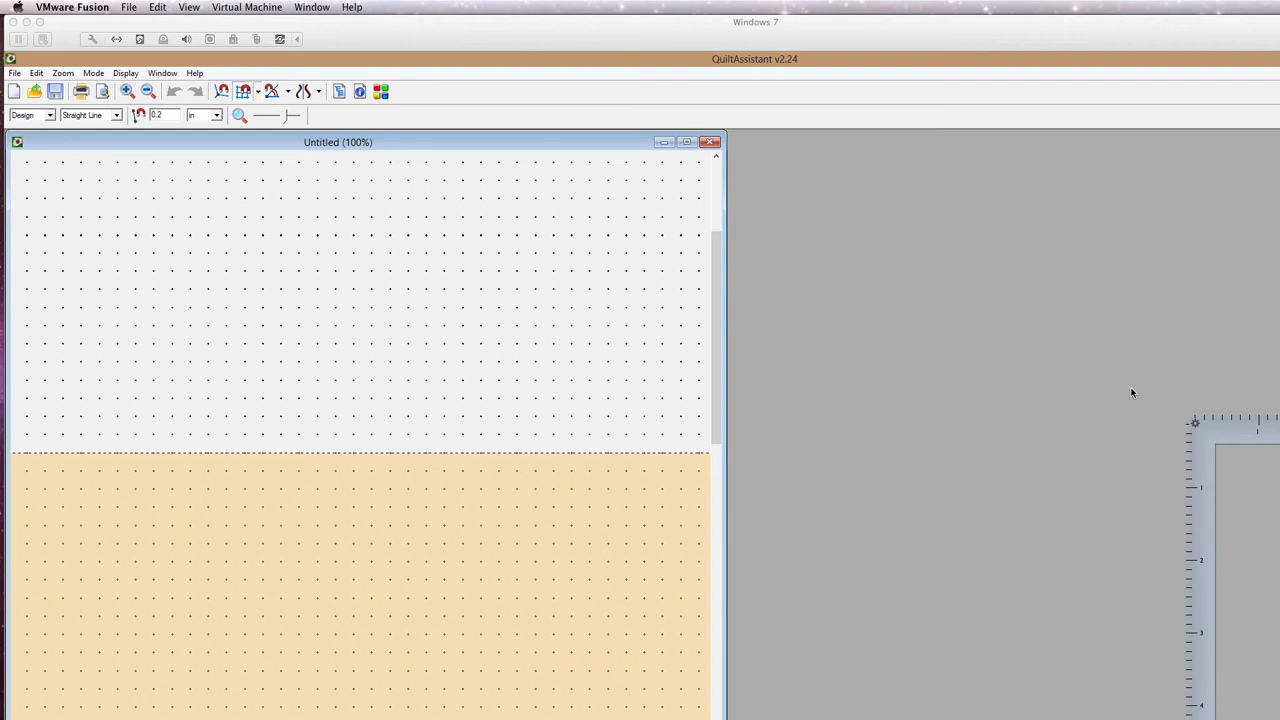 VMware Fusion File Edit View Virtual Machine Window Help
Windows 7
QuiltAssistant v2.24
File Edit Zoom Mode Display Window Help
Design Straight Line 0.2 in
Untitled (100%)
1
2
3
4